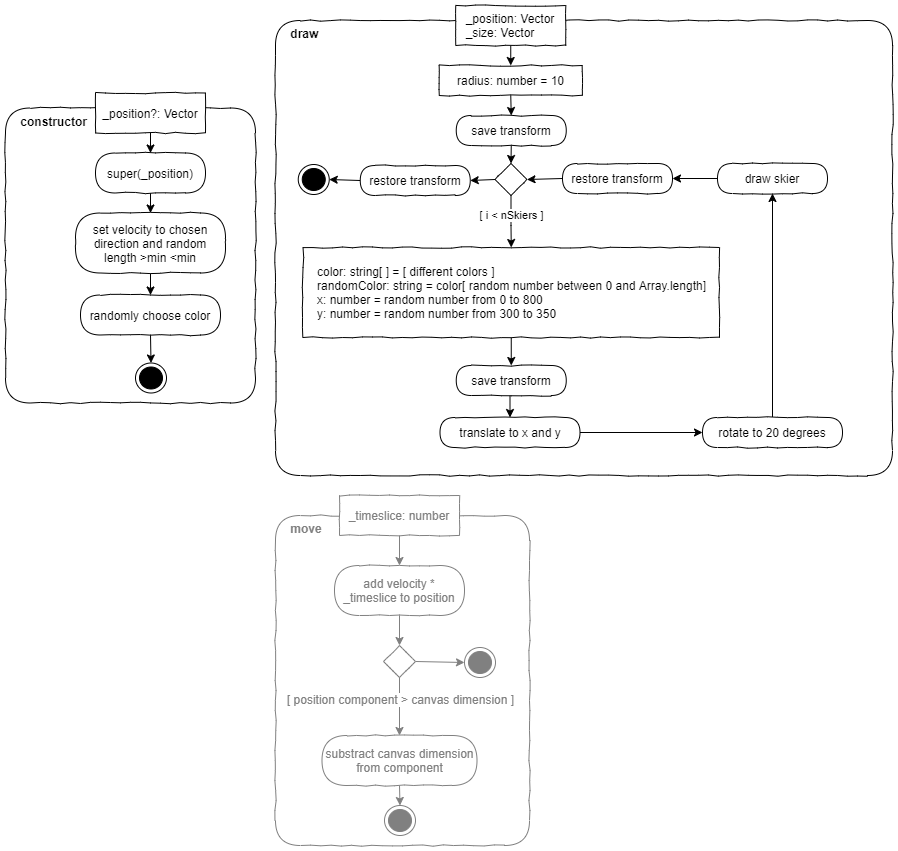 constructor
_position?: Vector
super(_position)
set velocity to chosen
direction and random
length >min <min
randomly choose color
draw
_position: Vector
_size: Vector
radius: number = 10
save transform
restore transform
restore transform
draw skier
[ i < nSkiers ]
color: string[ ] = [ different colors ]
randomColor: string = color[ random number between 0 and Array.length]
x: number = random number from 0 to 800
y: number = random number from 300 to 350
save transform
translate to x and y
rotate to 20 degrees
move
_timeslice: number
add velocity *
_timeslice to position
[ position component > canvas dimension ]
substract canvas dimension
from component